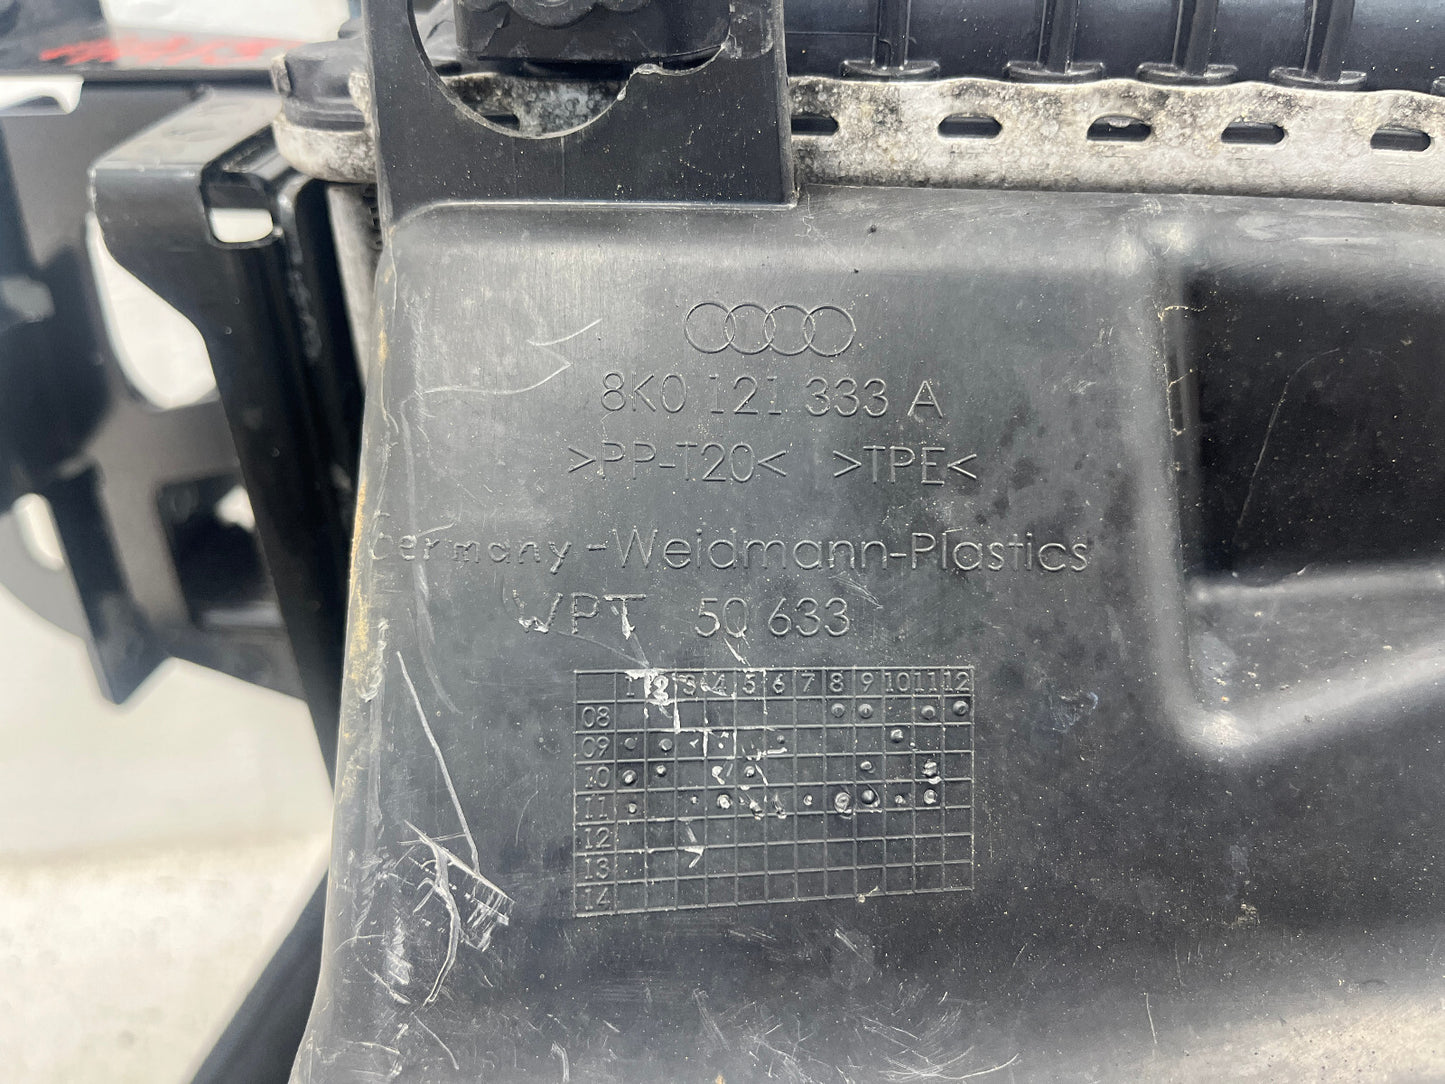 8K0 121 333 A
>PP-T20< >TPE<
Germany-Weidmann-Plastics
WPT 50 633
1 2 3 4 5 6 7 8 9 10 11 12
08
09
10
11
12
13
14